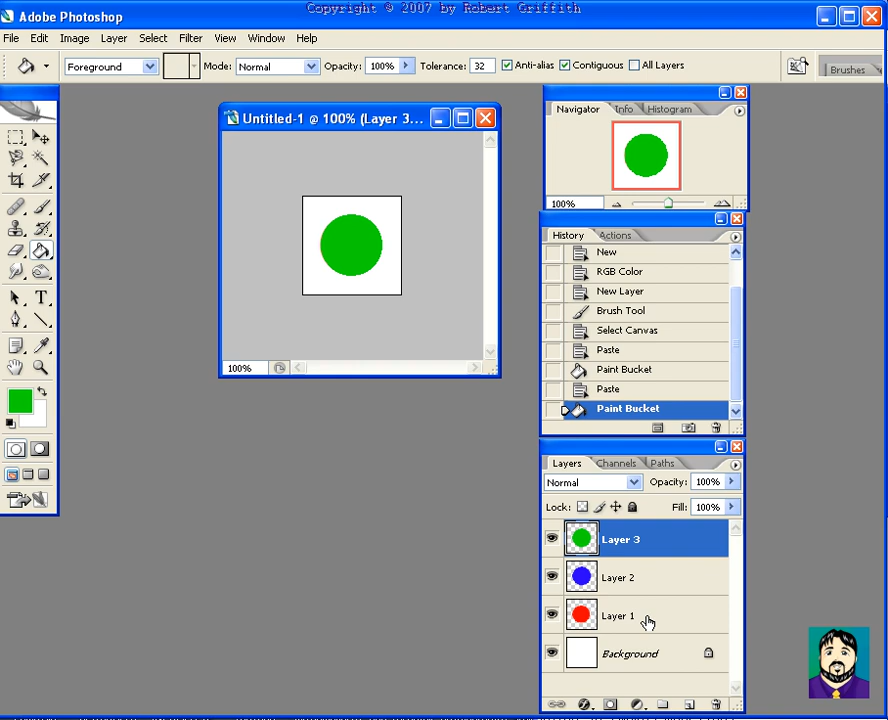 Copyright © 2007 by Robert Griffith
Adobe Photoshop
File Edit Image Layer Select Filter View Window Help
Foreground Mode: Normal Opacity: 100% Tolerance: 32 Anti-alias Contiguous All Layers Brushes
Untitled-1 @ 100% (Layer 3...
100%
Navigator Info Histogram
100%
History Actions
New
RGB Color
New Layer
Brush Tool
Select Canvas
Paste
Paint Bucket
Paste
Paint Bucket
Layers Channels Paths
Normal Opacity: 100%
Lock: Fill: 100%
Layer 3
Layer 2
Layer 1
Background